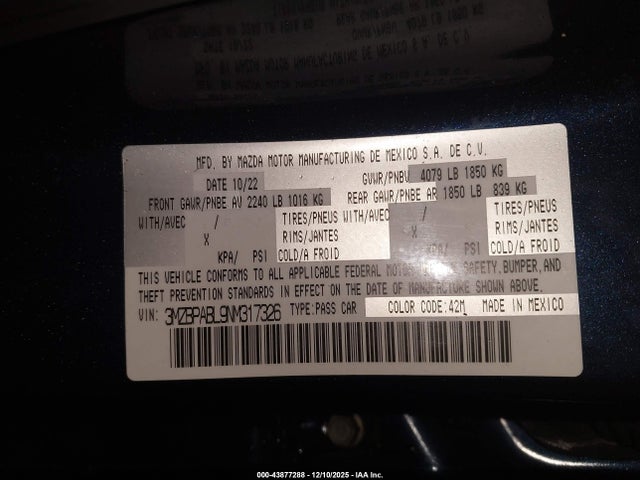 MFD. BY MAZDA MOTOR MANUFACTURING DE MEXICO S.A. DE C.V.
DATE 10/22 GVWR/PNBV 4079 LB 1850 KG
FRONT GAWR/PNBE AV 2240 LB 1016 KG REAR GAWR/PNBE AR 1850 LB 839 KG
WITH/AVEC / TIRES/PNEUS WITH/AVEC / TIRES/PNEUS
X RIMS/JANTES X RIMS/JANTES
KPA/ PSI COLD/A FROID KPA/ PSI COLD/A FROID
THIS VEHICLE CONFORMS TO ALL APPLICABLE FEDERAL MOTOR SAFETY, BUMPER, AND
THEFT PREVENTION STANDARDS IN EFFECT ON THE DATE OF MANUFACTURE SHOWN ABOVE.
VIN: 3MZBPABL9NM317326 TYPE:PASS CAR COLOR CODE:42M MADE IN MEXICO
000-43877288 - 12/10/2025 - IAA Inc.